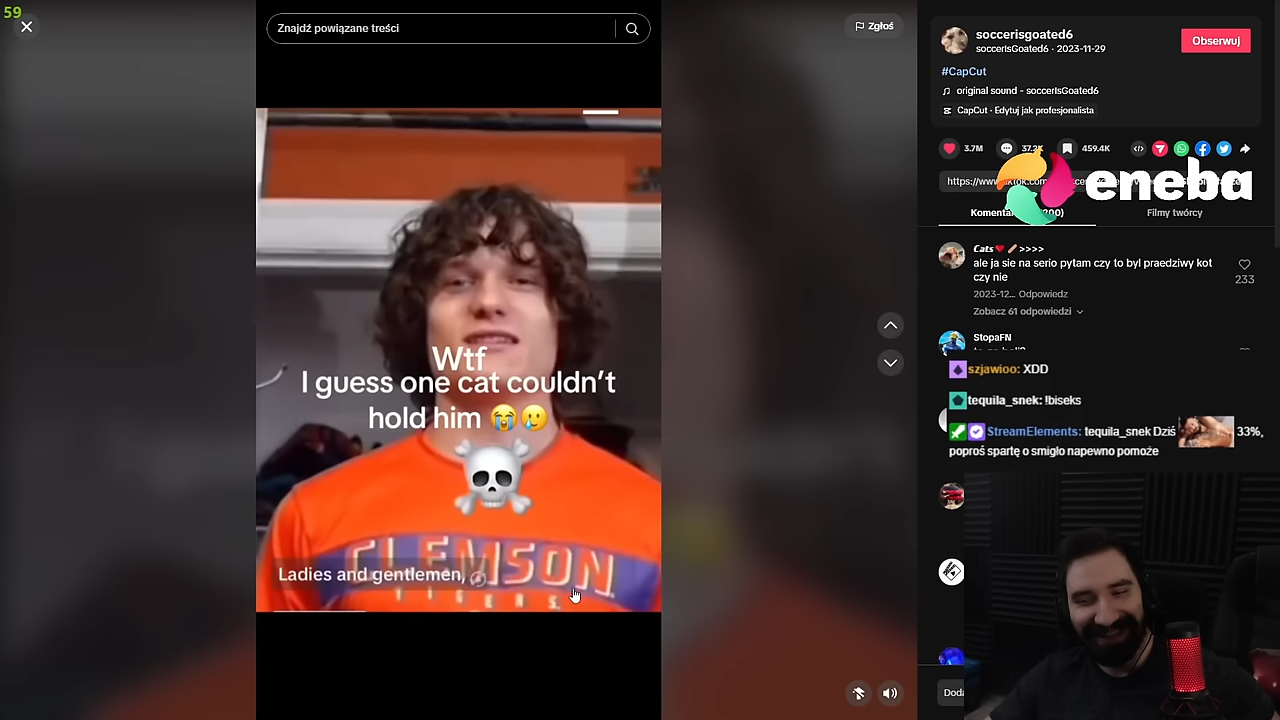 59
Znajdź powiązane treści
Zgłoś
Wtf
I guess one cat couldn't
hold him 😭🥲
CLEMSON
TIGERS
Ladies and gentlemen,
soccerisgoated6
soccerIsGoated6 · 2023-11-29
Obserwuj
#CapCut
original sound - soccerIsGoated6
CapCut · Edytuj jak profesjonalista
3.7M
459.4K
eneba
Filmy twórcy
Cats❤️🥖>>>>
ale ja sie na serio pytam czy to byl praedziwy kot
czy nie
233
2023-12... Odpowiedz
Zobacz 61 odpowiedzi
StopaFN
szjawioo: XDD
tequila_snek: !biseks
StreamElements: tequila_snek Dziś 33%,
poproś spartę o smigło napewno pomoże